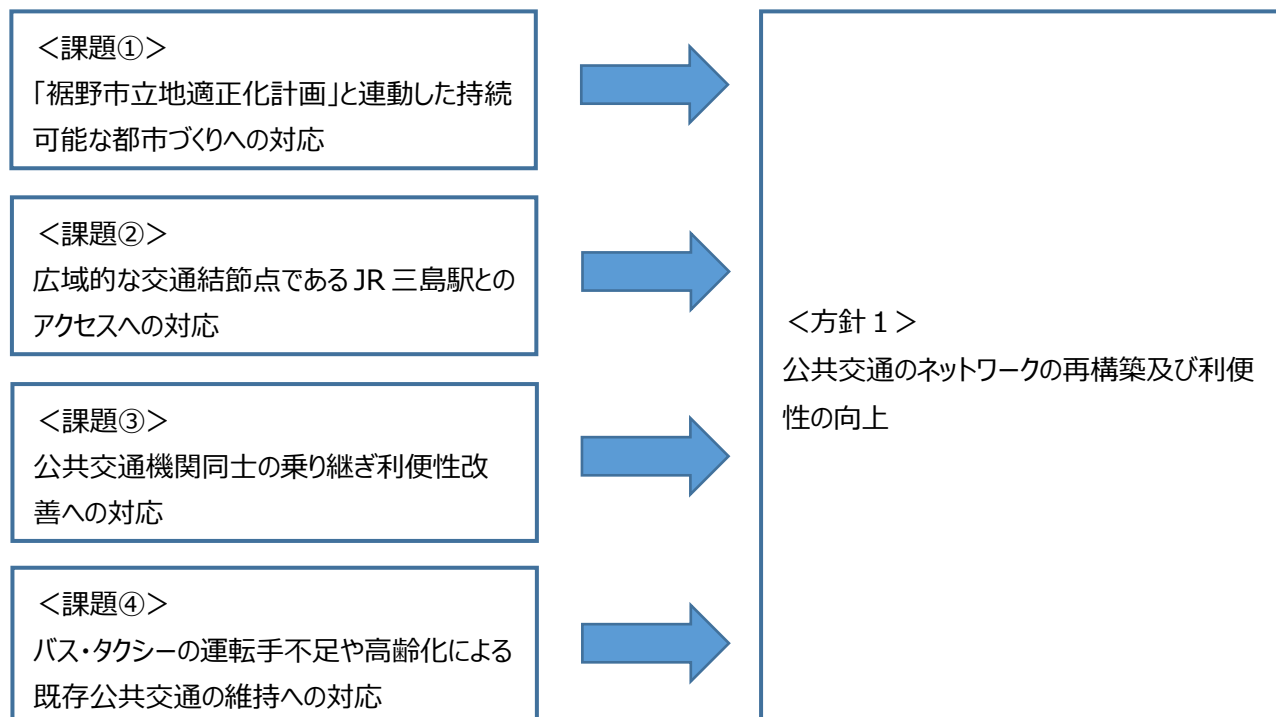 ＜課題①＞
「裾野市立地適正化計画」と連動した持続
可能な都市づくりへの対応
＜課題②＞
広域的な交通結節点である JR 三島駅との
アクセスへの対応
＜課題③＞
公共交通機関同士の乗り継ぎ利便性改
善への対応
＜課題④＞
バス・タクシーの運転手不足や高齢化による
既存公共交通の維持への対応
＜方針１＞
公共交通のネットワークの再構築及び利便
性の向上